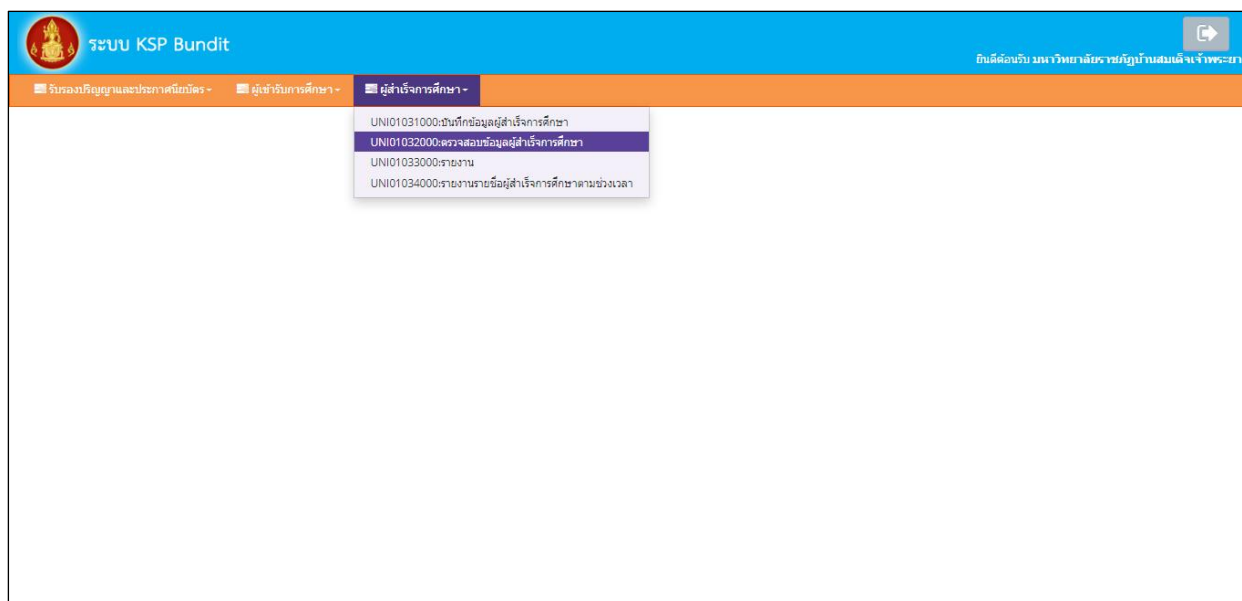 ระบบ KSP Bundit
ยินดีต้อนรับ มหาวิทยาลัยราชภัฏบ้านสมเด็จเจ้าพระยา
รับรองปริญญาและประกาศนียบัตร
ผู้เข้ารับการศึกษา
ผู้สำเร็จการศึกษา
UNI01031000:บันทึกข้อมูลผู้สำเร็จการศึกษา
UNI01032000:ตรวจสอบข้อมูลผู้สำเร็จการศึกษา
UNI01033000:รายงาน
UNI01034000:รายงานรายชื่อผู้สำเร็จการศึกษาตามช่วงเวลา